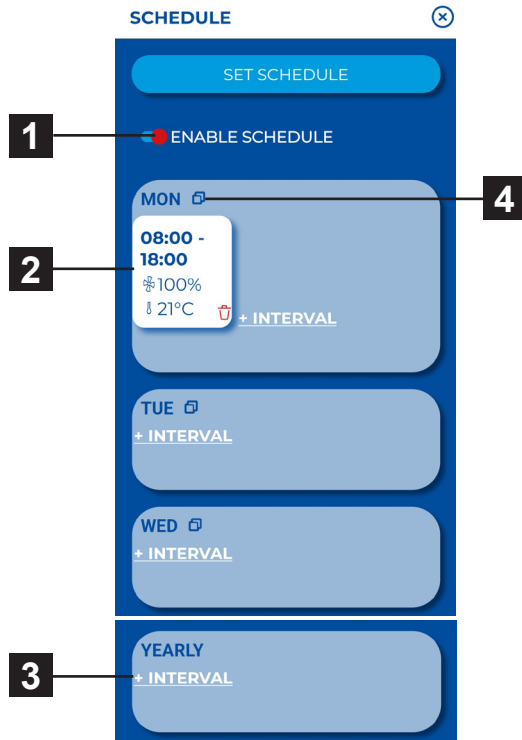 SCHEDULE
SET SCHEDULE
1
ENABLE SCHEDULE
MON
4
08:00 -
18:00
2
100%
21°C
+ INTERVAL
TUE
+ INTERVAL
WED
+ INTERVAL
YEARLY
3
+ INTERVAL